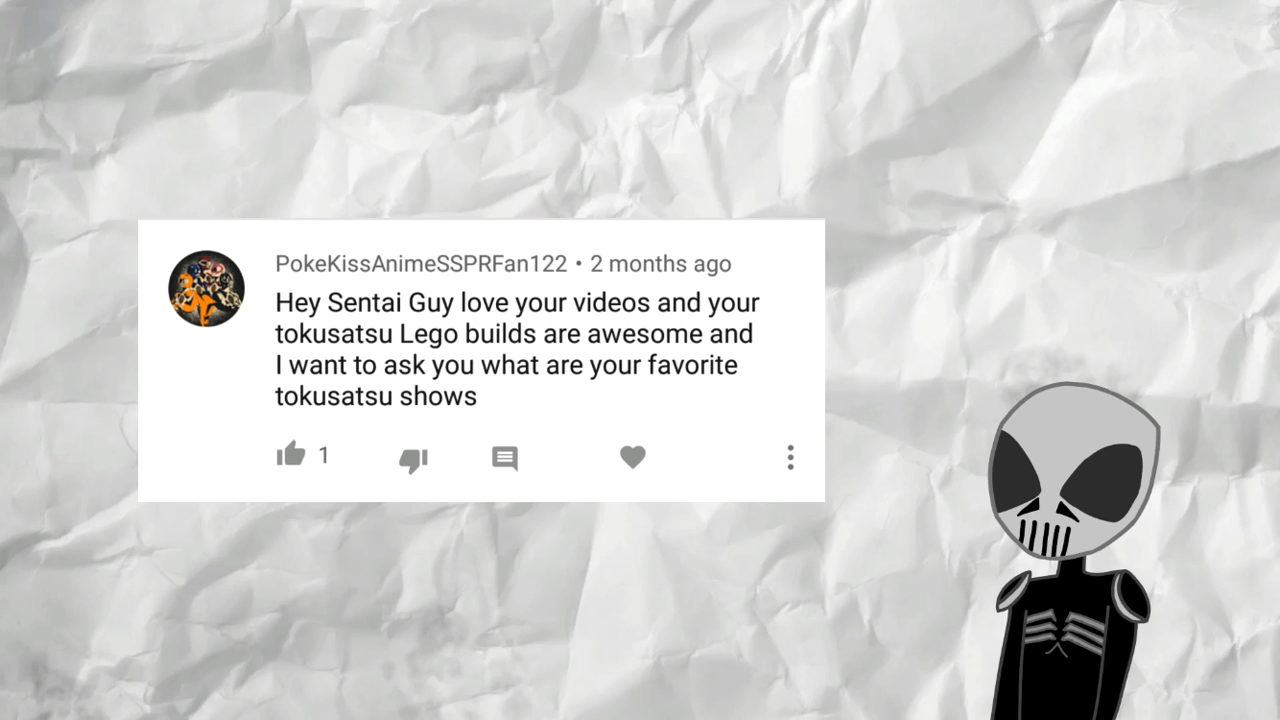 PokeKissAnimeSSPRFan122 • 2 months ago
Hey Sentai Guy love your videos and your
tokusatsu Lego builds are awesome and
I want to ask you what are your favorite
tokusatsu shows
1